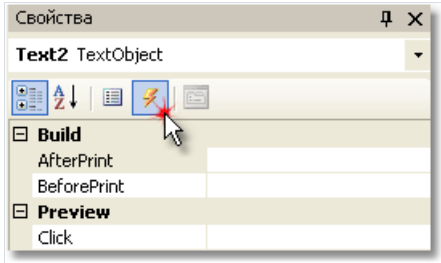 Свойства
Text2 TextObject
Build
AfterPrint
BeforePrint
Preview
Click